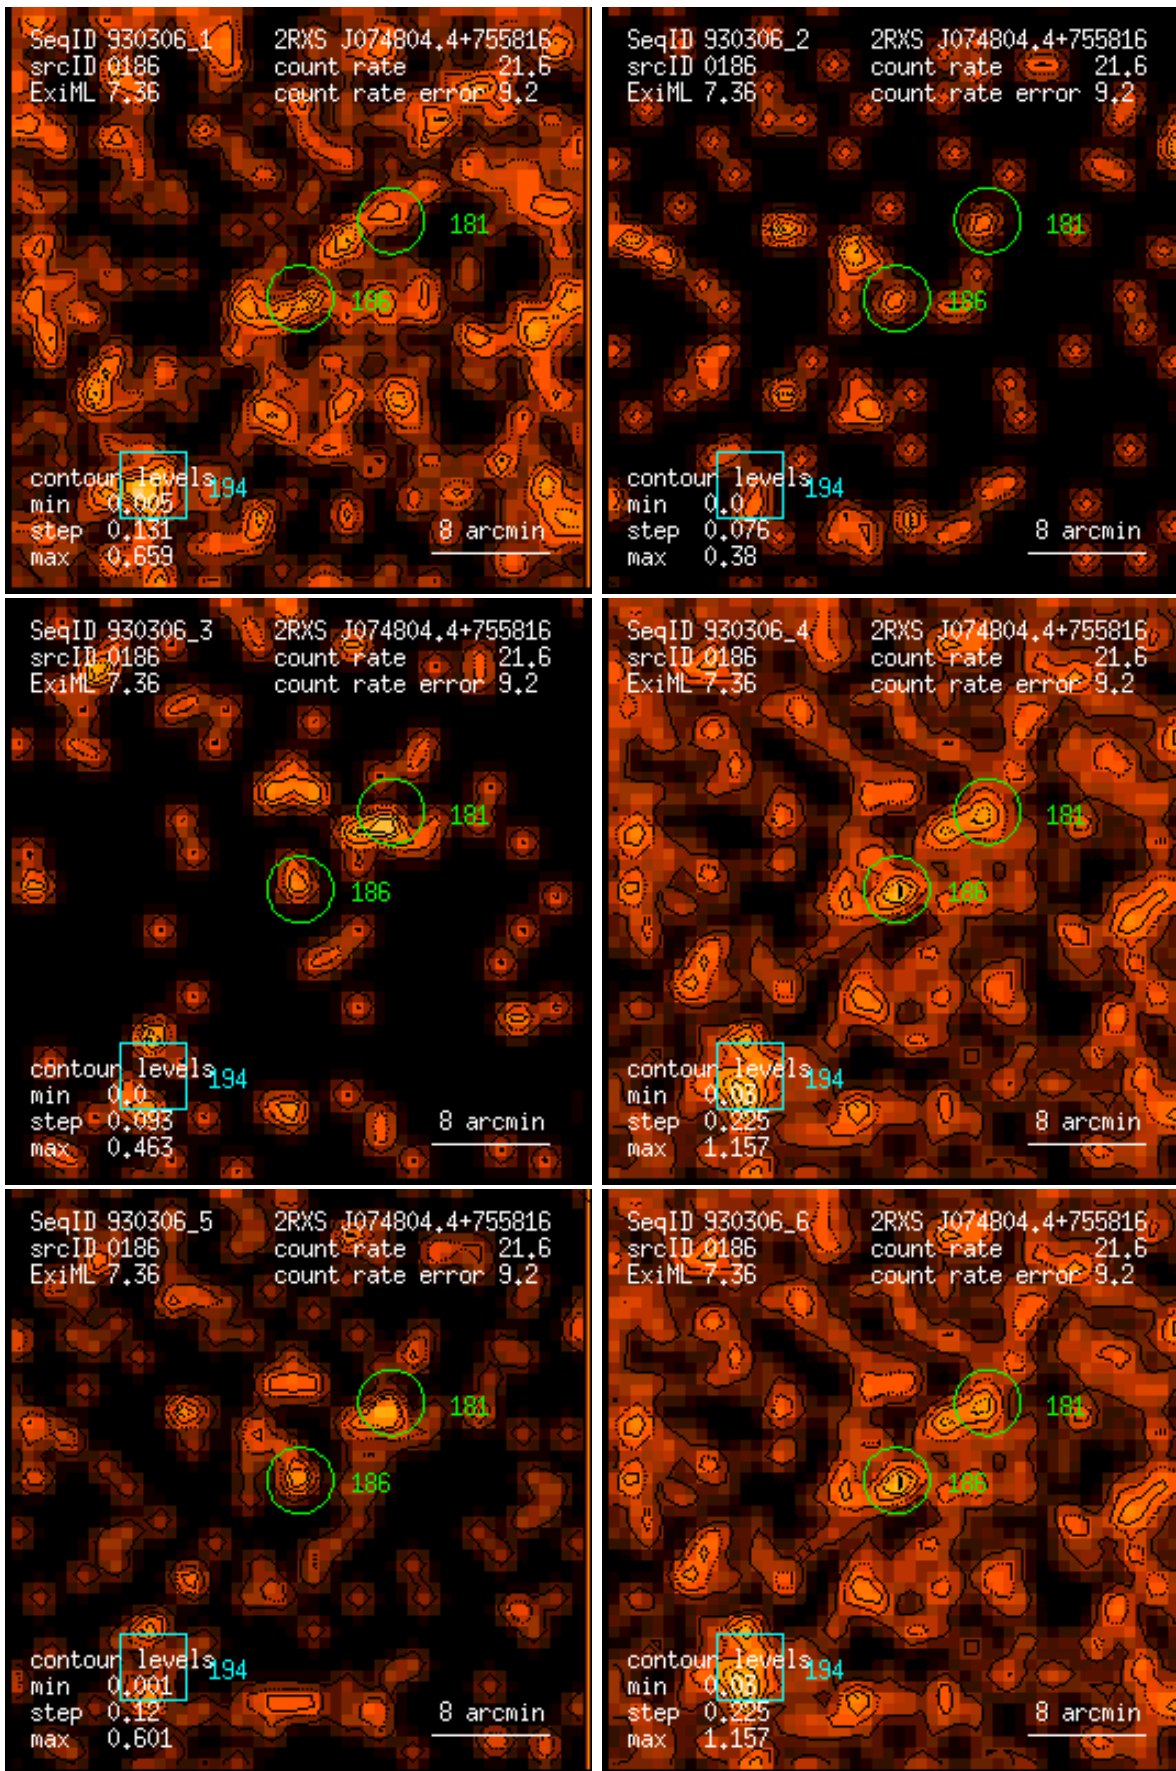 SeqID 930306_1 2RXS J074804.4+755816
srcID 0186 count rate 21.6
ExiML 7.36 count rate error 9.2
181
186
contour levels
194
min 0.005
step 0.131
max 0.659
8 arcmin
SeqID 930306_2 2RXS J074804.4+755816
srcID 0186 count rate 21.6
ExiML 7.36 count rate error 9.2
181
186
contour levels
194
min 0.0
step 0.076
max 0.38
8 arcmin
SeqID 930306_3 2RXS J074804.4+755816
srcID 0186 count rate 21.6
ExiML 7.36 count rate error 9.2
181
186
contour levels
194
min 0.0
step 0.093
max 0.463
8 arcmin
SeqID 930306_4 2RXS J074804.4+755816
srcID 0186 count rate 21.6
ExiML 7.36 count rate error 9.2
181
186
contour levels
194
min 0.03
step 0.225
max 1.157
8 arcmin
SeqID 930306_5 2RXS J074804.4+755816
srcID 0186 count rate 21.6
ExiML 7.36 count rate error 9.2
181
186
contour levels
194
min 0.001
step 0.12
max 0.601
8 arcmin
SeqID 930306_6 2RXS J074804.4+755816
srcID 0186 count rate 21.6
ExiML 7.36 count rate error 9.2
181
186
contour levels
194
min 0.03
step 0.225
max 1.157
8 arcmin